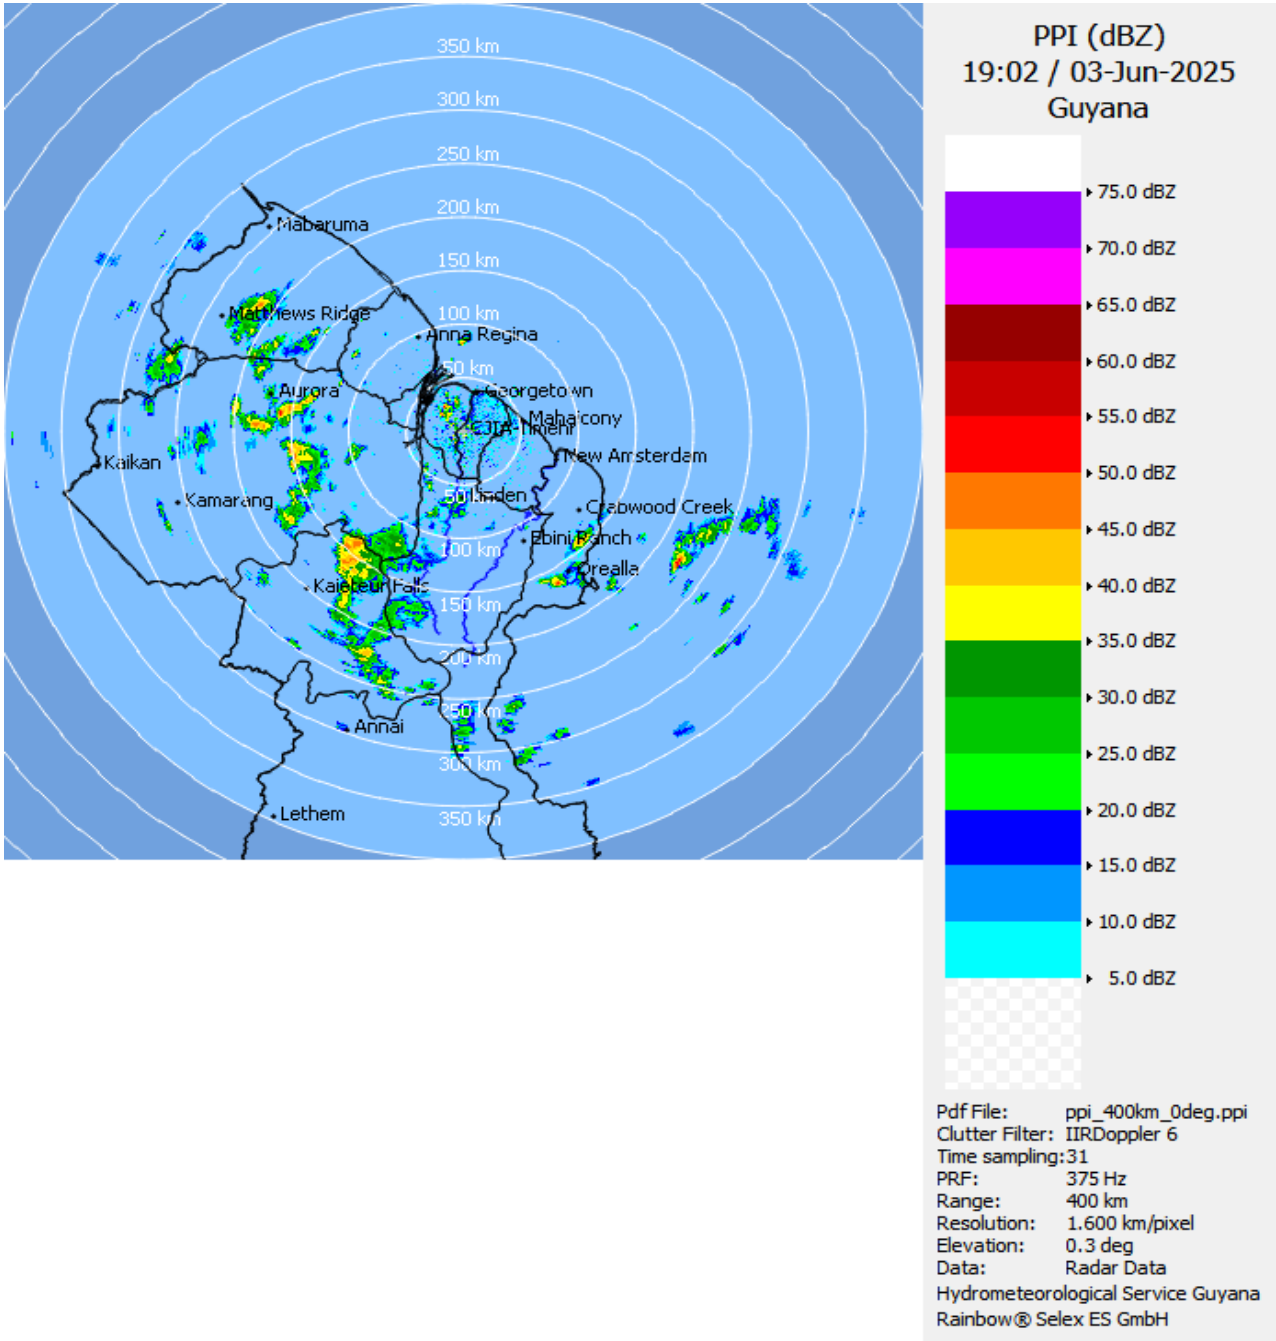 PPI (dBZ)
19:02 / 03-Jun-2025
Guyana
350 km
300 km
250 km
200 km
150 km
100 km
50 km
Mabaruma
Matthews Ridge
Anna Regina
Aurora
Georgetown
Mahaicony
CJIA-Timehri
New Amsterdam
Kaikan
Kamarang
50 km
Linden
Crabwood Creek
100 km
Ebini Ranch
Orealla
Kaieteur Falls
150 km
200 km
250 km
Annai
300 km
Lethem
350 km
75.0 dBZ
70.0 dBZ
65.0 dBZ
60.0 dBZ
55.0 dBZ
50.0 dBZ
45.0 dBZ
40.0 dBZ
35.0 dBZ
30.0 dBZ
25.0 dBZ
20.0 dBZ
15.0 dBZ
10.0 dBZ
5.0 dBZ
Pdf File: ppi_400km_0deg.ppi
Clutter Filter: IIRDoppler 6
Time sampling:31
PRF: 375 Hz
Range: 400 km
Resolution: 1.600 km/pixel
Elevation: 0.3 deg
Data: Radar Data
Hydrometeorological Service Guyana
Rainbow® Selex ES GmbH